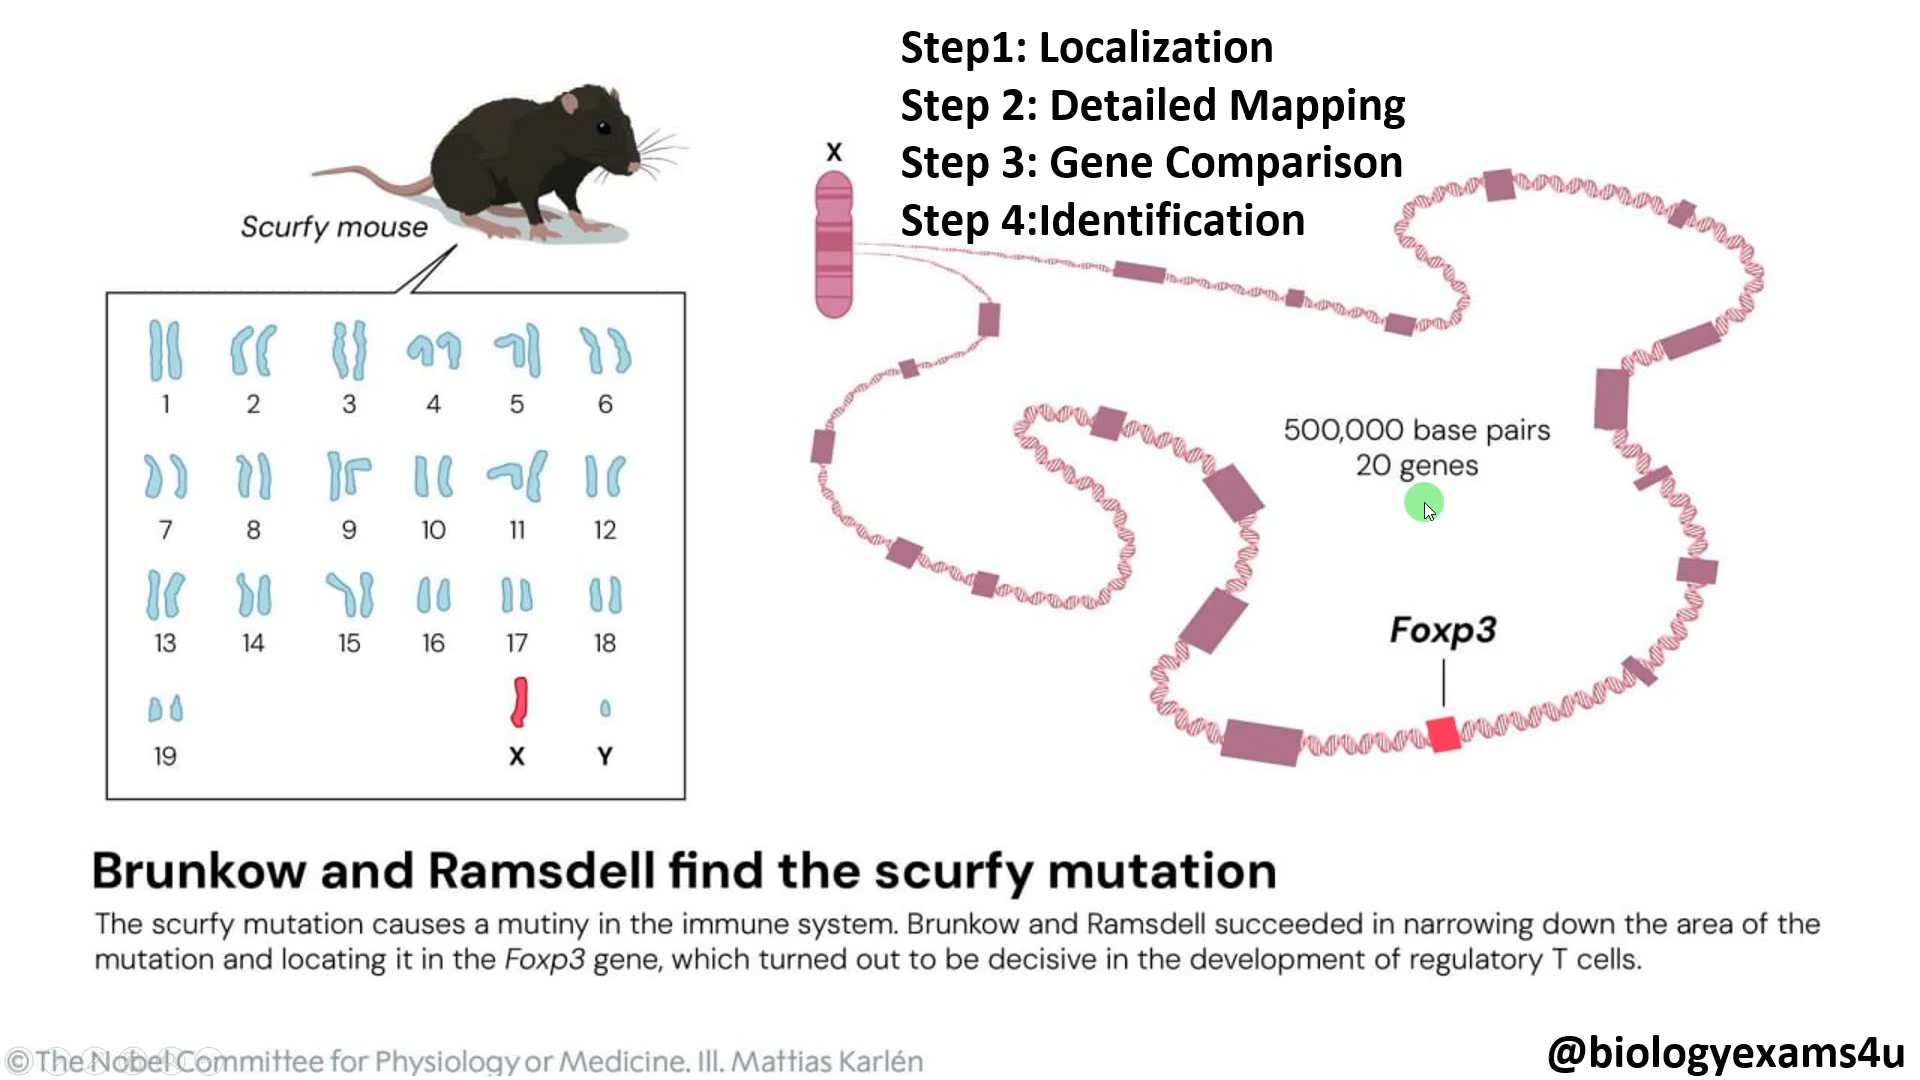 Step1: Localization
Step 2: Detailed Mapping
Step 3: Gene Comparison
Step 4:Identification
X
Scurfy mouse
1 2 3 4 5 6
7 8 9 10 11 12
13 14 15 16 17 18
19 X Y
500,000 base pairs
20 genes
Foxp3
Brunkow and Ramsdell find the scurfy mutation
The scurfy mutation causes a mutiny in the immune system. Brunkow and Ramsdell succeeded in narrowing down the area of the
mutation and locating it in the Foxp3 gene, which turned out to be decisive in the development of regulatory T cells.
© The Nobel Committee for Physiology or Medicine. Ill. Mattias Karlén
@biologyexams4u